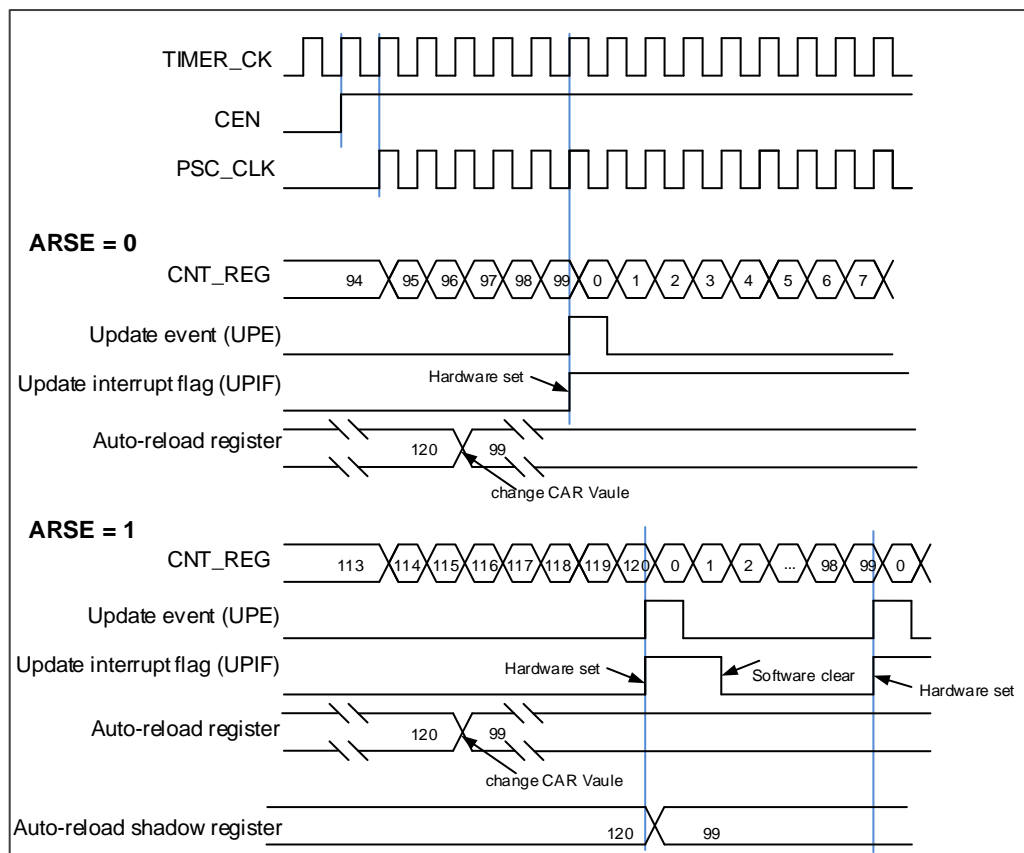 TIMER_CK
CEN
PSC_CLK
ARSE = 0
CNT_REG 94 95 96 97 98 99 0 1 2 3 4 5 6 7
Update event (UPE)
Update interrupt flag (UPIF) Hardware set
Auto-reload register 120 99
change CAR Vaule
ARSE = 1
CNT_REG 113 114 115 116 117 118 119 120 0 1 2 ... 98 99 0
Update event (UPE)
Update interrupt flag (UPIF) Hardware set Software clear Hardware set
Auto-reload register 120 99
change CAR Vaule
Auto-reload shadow register 120 99